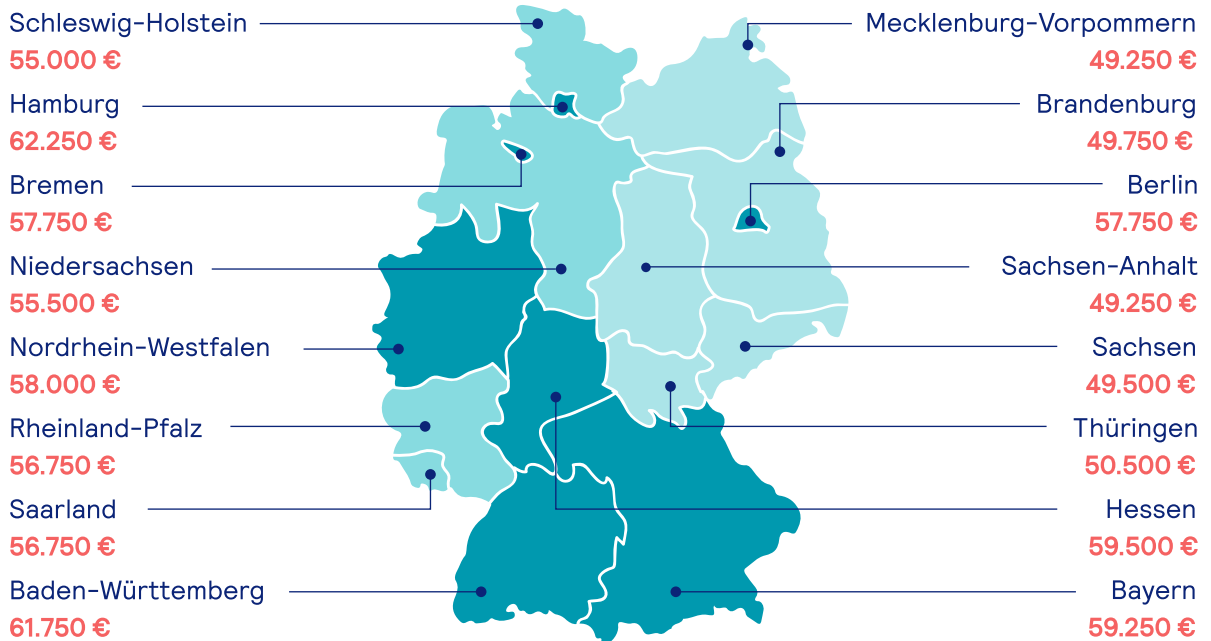 Schleswig-Holstein
55.000 €
Hamburg
62.250 €
Bremen
57.750 €
Niedersachsen
55.500 €
Nordrhein-Westfalen
58.000 €
Rheinland-Pfalz
56.750 €
Saarland
56.750 €
Baden-Württemberg
61.750 €
Mecklenburg-Vorpommern
49.250 €
Brandenburg
49.750 €
Berlin
57.750 €
Sachsen-Anhalt
49.250 €
Sachsen
49.500 €
Thüringen
50.500 €
Hessen
59.500 €
Bayern
59.250 €